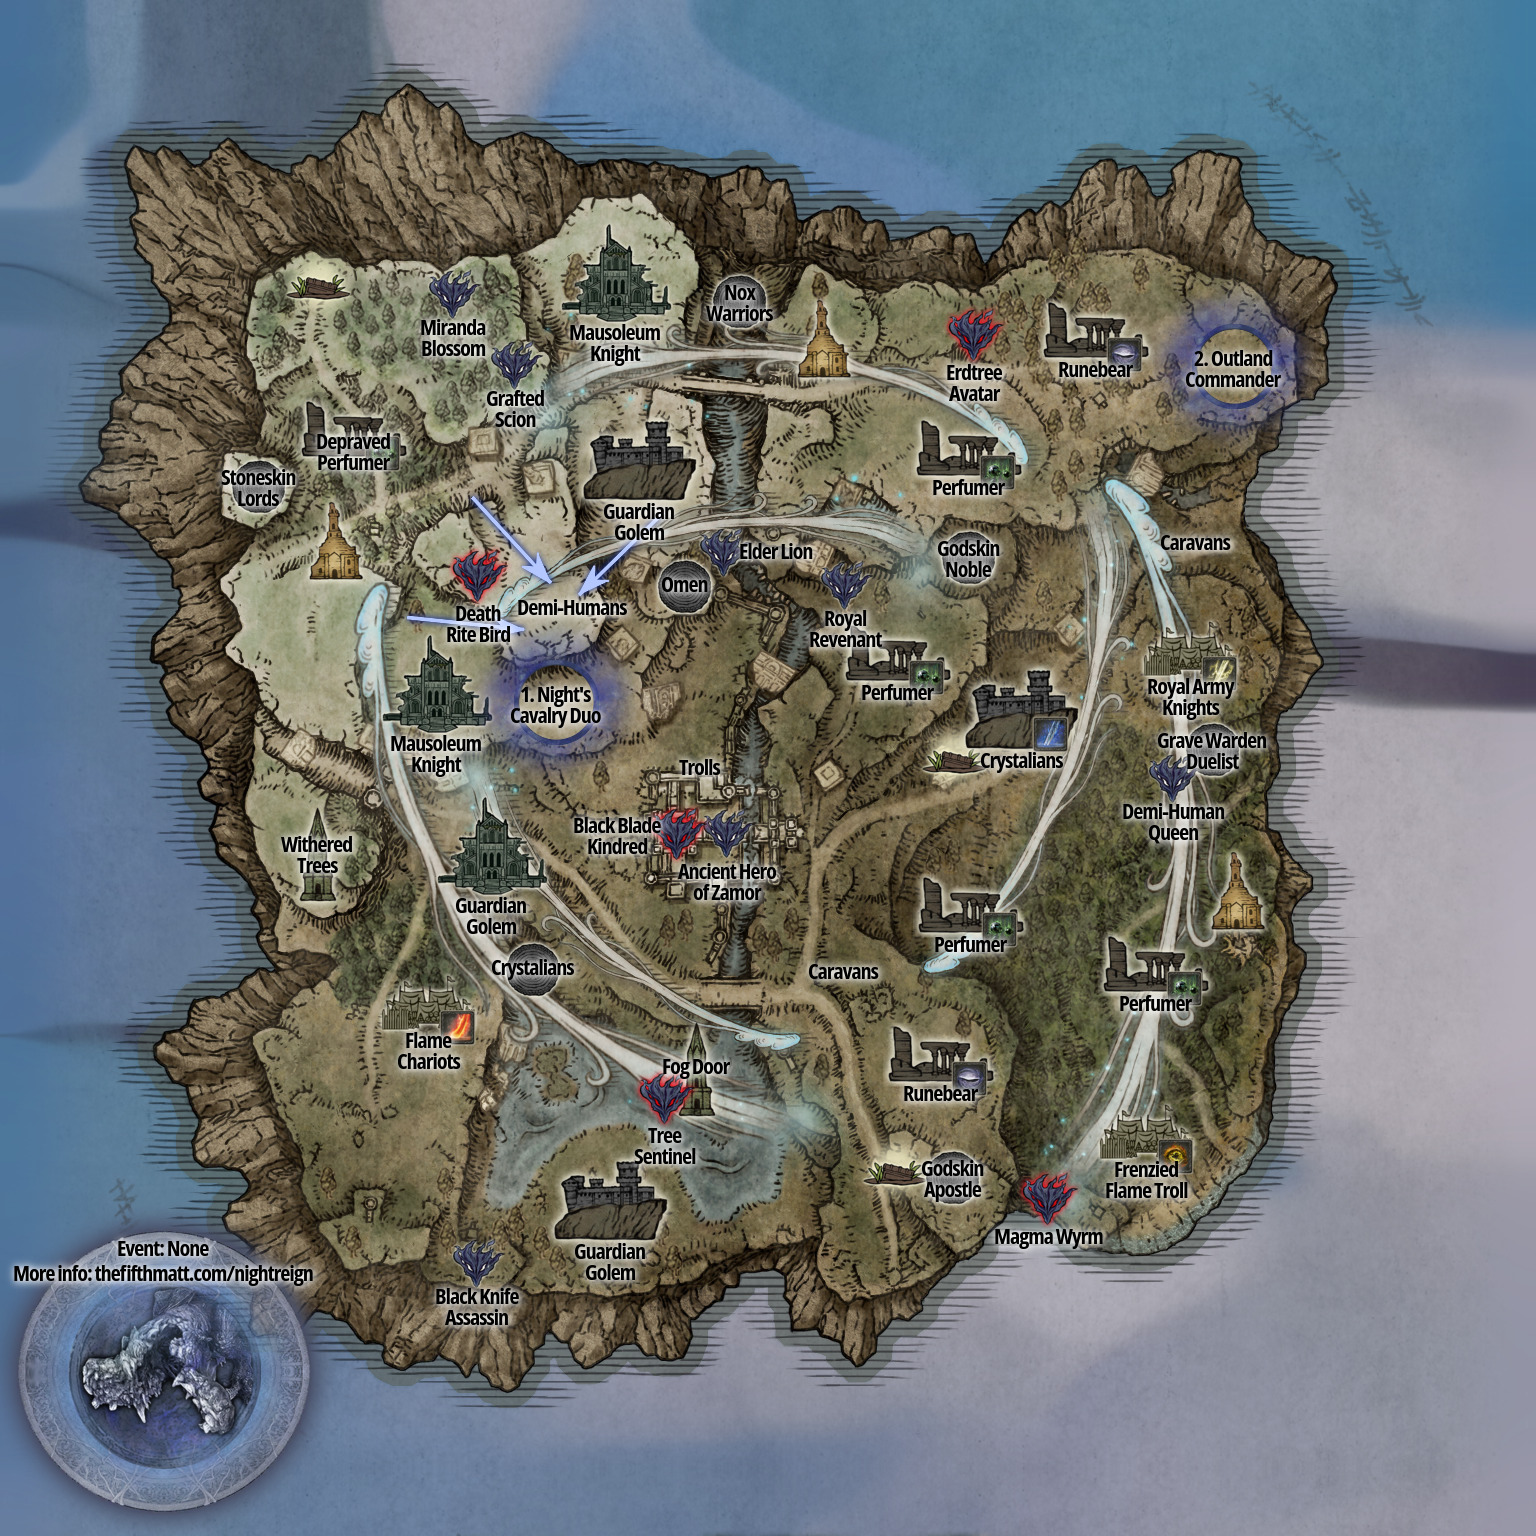 Nox
Warriors
Miranda
Blossom
Mausoleum
Knight
Grafted
Scion
Erdtree
Avatar
Runebear
2. Outland
Commander
Depraved
Perfumer
Stoneskin
Lords
Perfumer
Guardian
Golem
Caravans
Elder Lion
Godskin
Noble
Omen
Death
Rite Bird
Demi-Humans
Royal
Revenant
Perfumer
Royal Army
Knights
1. Night's
Cavalry Duo
Mausoleum
Knight
Grave Warden
Duelist
Crystalians
Trolls
Demi-Human
Queen
Black Blade
Kindred
Ancient Hero
of Zamor
Withered
Trees
Guardian
Golem
Perfumer
Crystalians
Caravans
Perfumer
Flame
Chariots
Fog Door
Runebear
Tree
Sentinel
Godskin
Apostle
Frenzied
Flame Troll
Magma Wyrm
Guardian
Golem
Black Knife
Assassin
Event: None
More info: thefifthmatt.com/nightreign